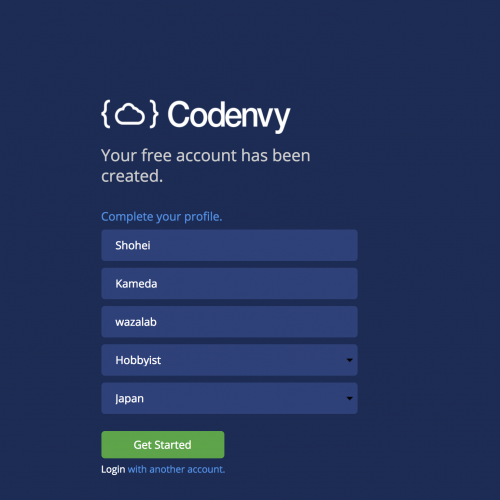 { } Codenvy
Your free account has been
created.
Complete your profile.
Shohei
Kameda
wazalab
Hobbyist
Japan
Get Started
Login with another account.